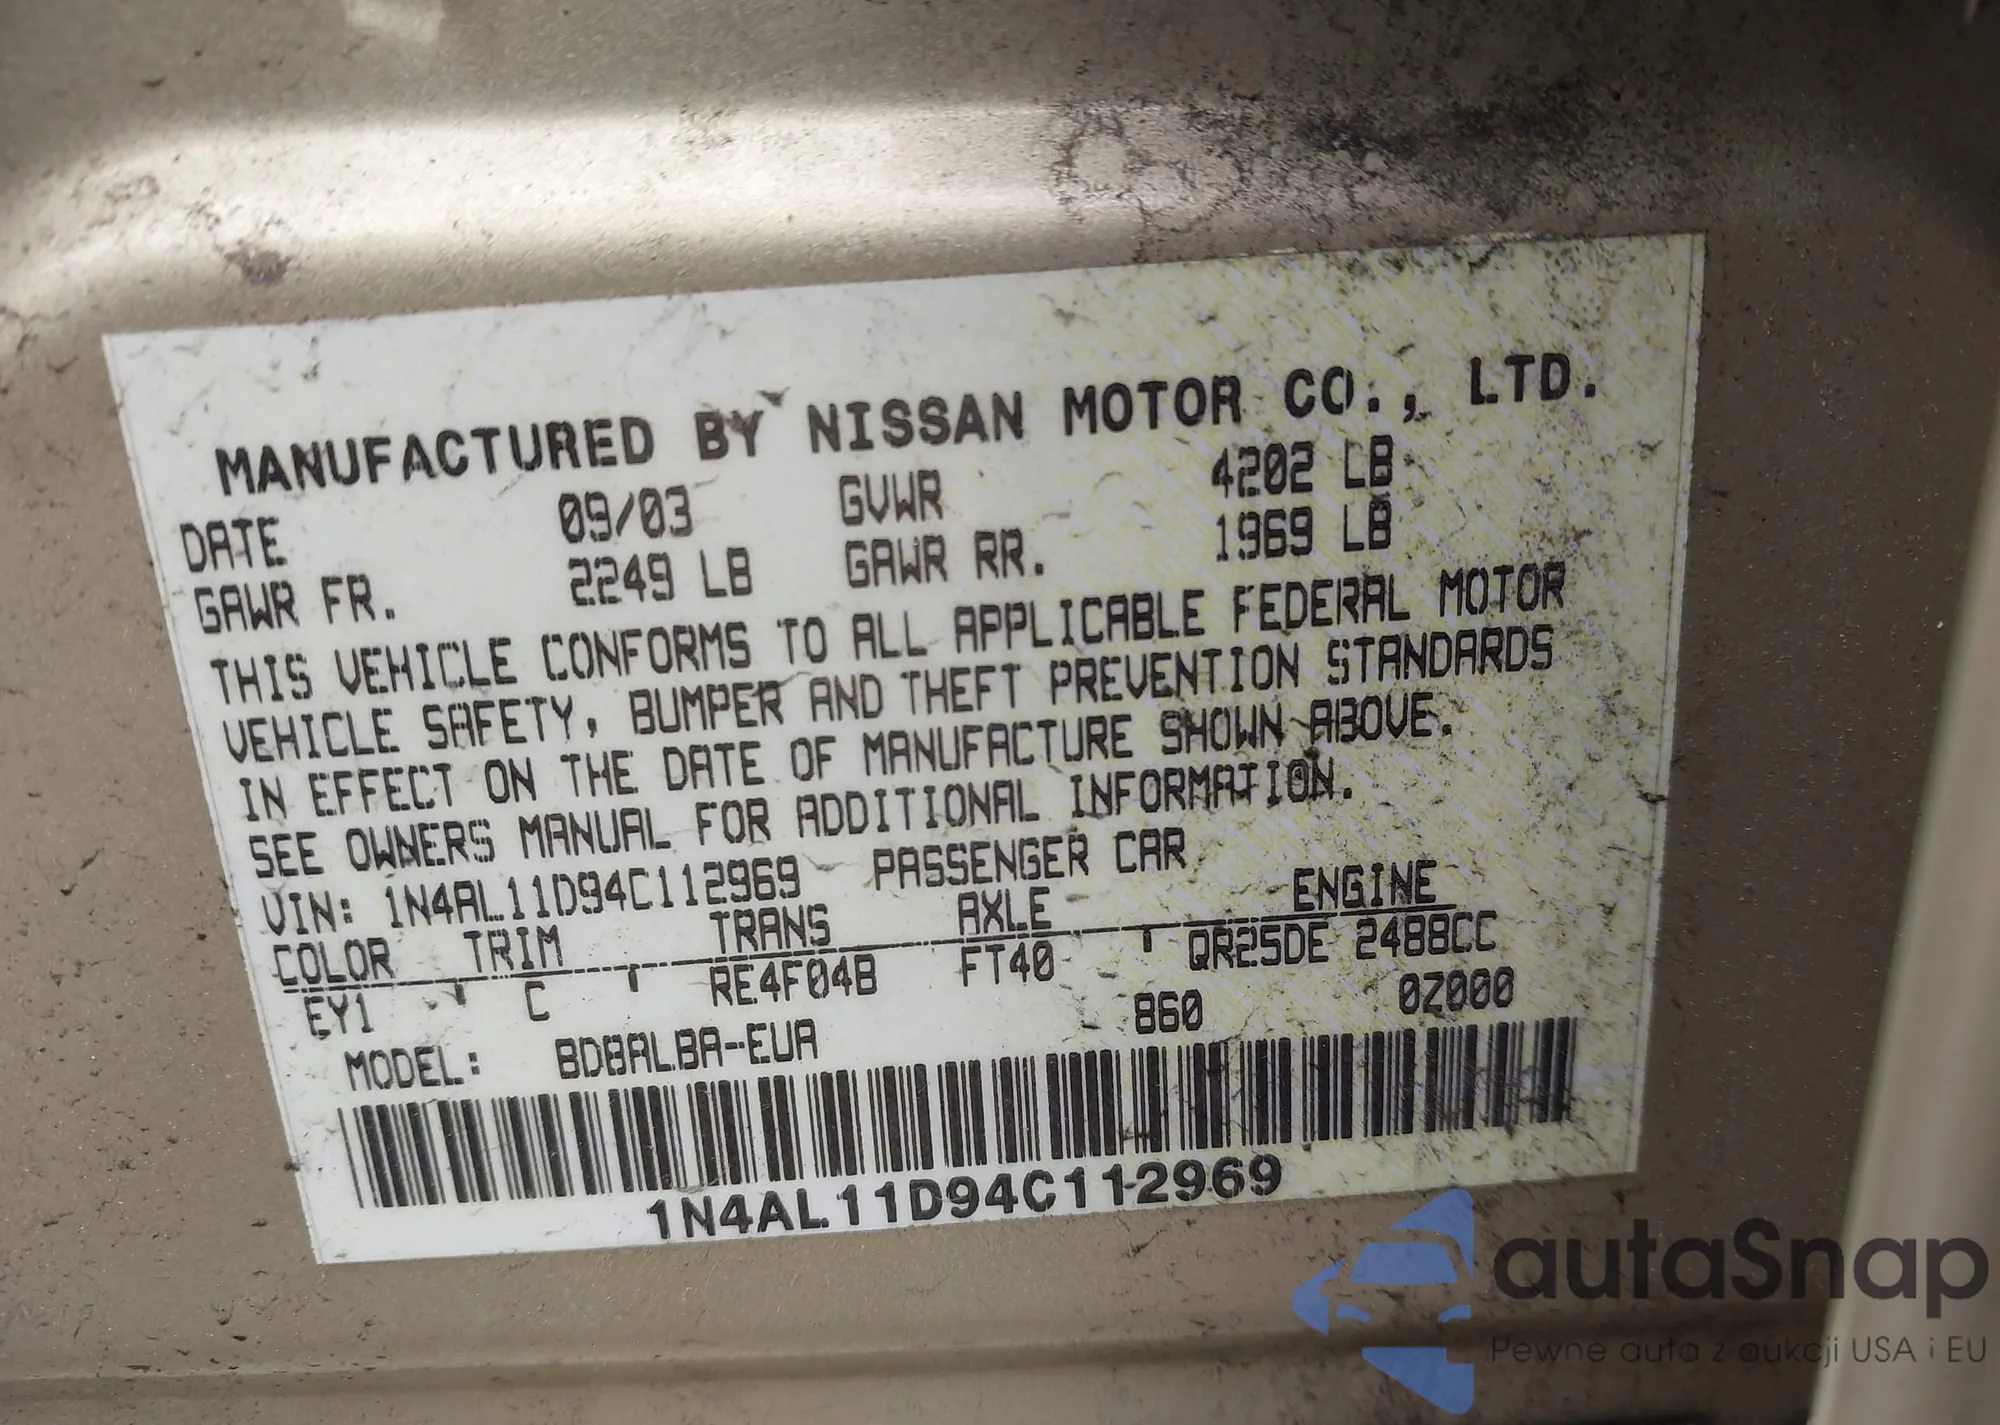 MANUFACTURED BY NISSAN MOTOR CO., LTD.
DATE 09/03 GVWR 4202 LB
GAWR FR. 2249 LB GAWR RR. 1969 LB
THIS VEHICLE CONFORMS TO ALL APPLICABLE FEDERAL MOTOR
VEHICLE SAFETY, BUMPER AND THEFT PREVENTION STANDARDS
IN EFFECT ON THE DATE OF MANUFACTURE SHOWN ABOVE.
SEE OWNERS MANUAL FOR ADDITIONAL INFORMATION.
VIN: 1N4AL11D94C112969 PASSENGER CAR
COLOR TRIM TRANS AXLE ENGINE
EY1 C RE4F04B FT40 QR25DE 2488CC
860 0Z000
MODEL: BDBALBA-EUA
1N4AL11D94C112969
autaSnap
Pewne auta z aukcji USA i EU